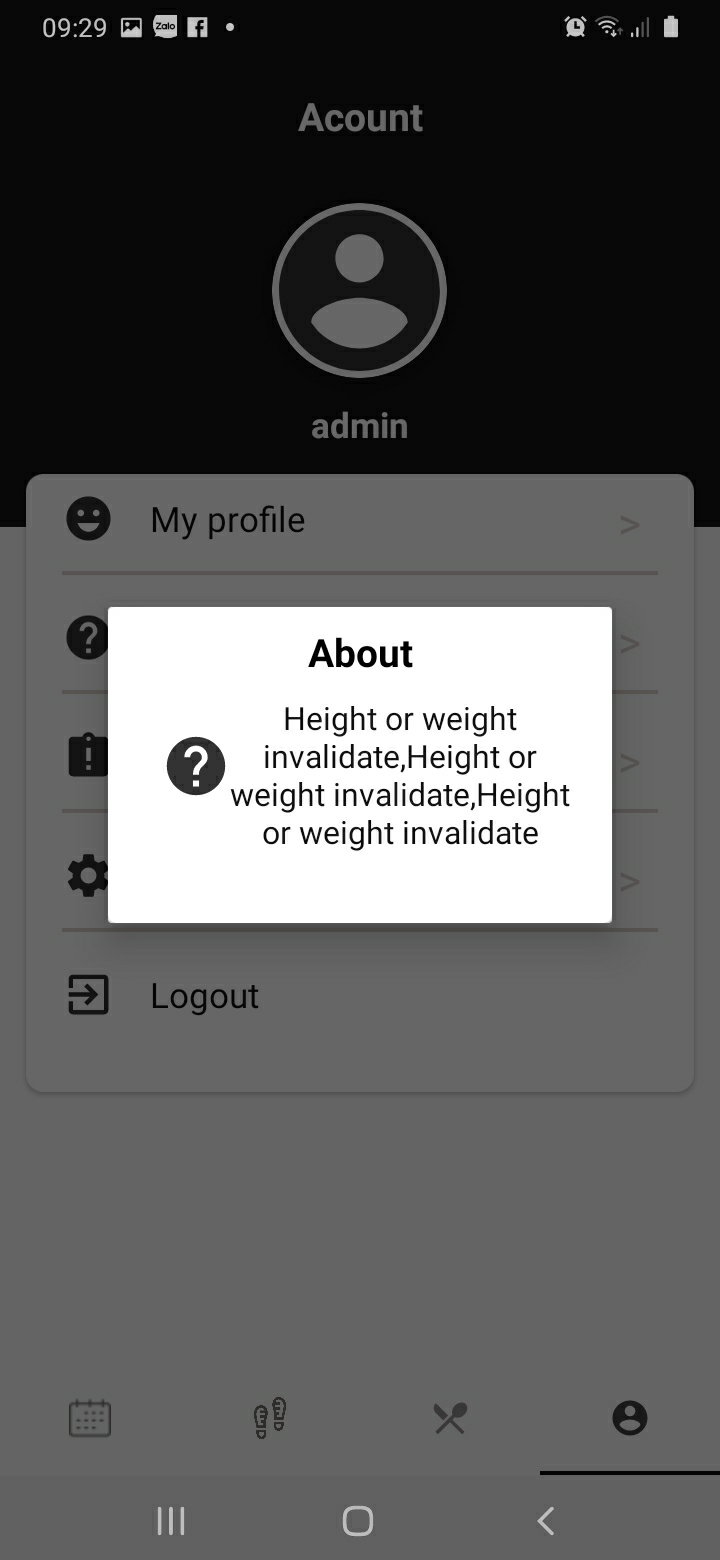 09:29 Zalo
Acount
admin
My profile >
>
About
Height or weight
invalidate,Height or
weight invalidate,Height
or weight invalidate
>
>
Logout